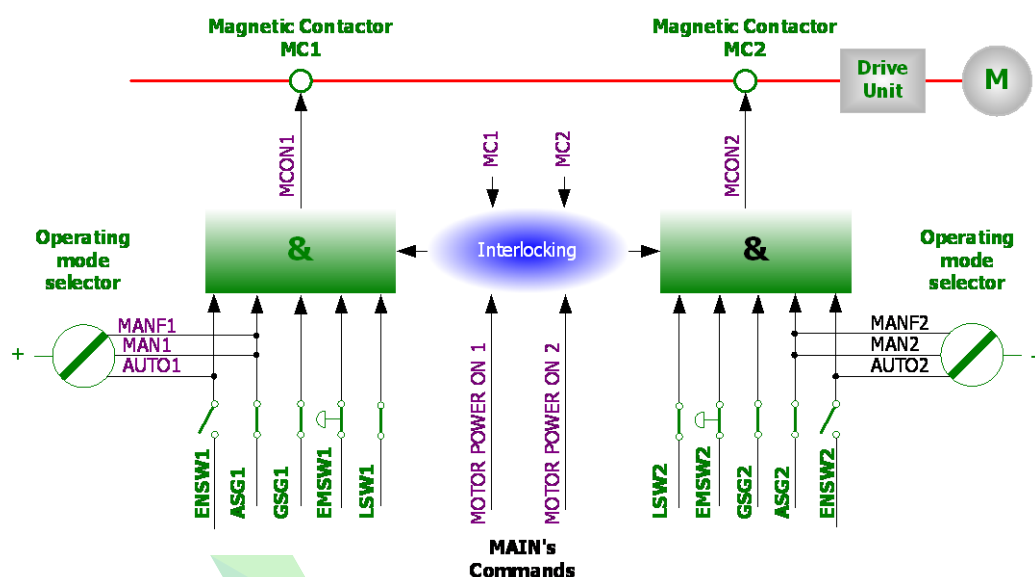 Magnetic Contactor
MC1
Magnetic Contactor
MC2
Drive
Unit
M
MCON1
MC1
MC2
MCON2
Operating
mode
selector
&
Interlocking
&
Operating
mode
selector
MANF1
MAN1
AUTO1
+
MANF2
MAN2
AUTO2
-
ENSW1
ASG1
GSG1
EMSW1
LSW1
MOTOR POWER ON 1
MOTOR POWER ON 2
LSW2
EMSW2
GSG2
ASG2
ENSW2
MAIN's
Commands